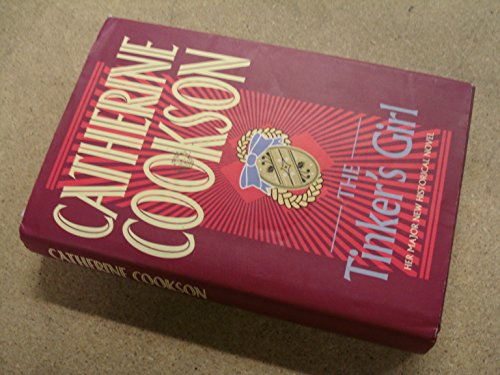 CATHERINE
COOKSON
THE
Tinker's Girl
HER MAJOR NEW HISTORICAL NOVEL
CATHERINE COOKSON